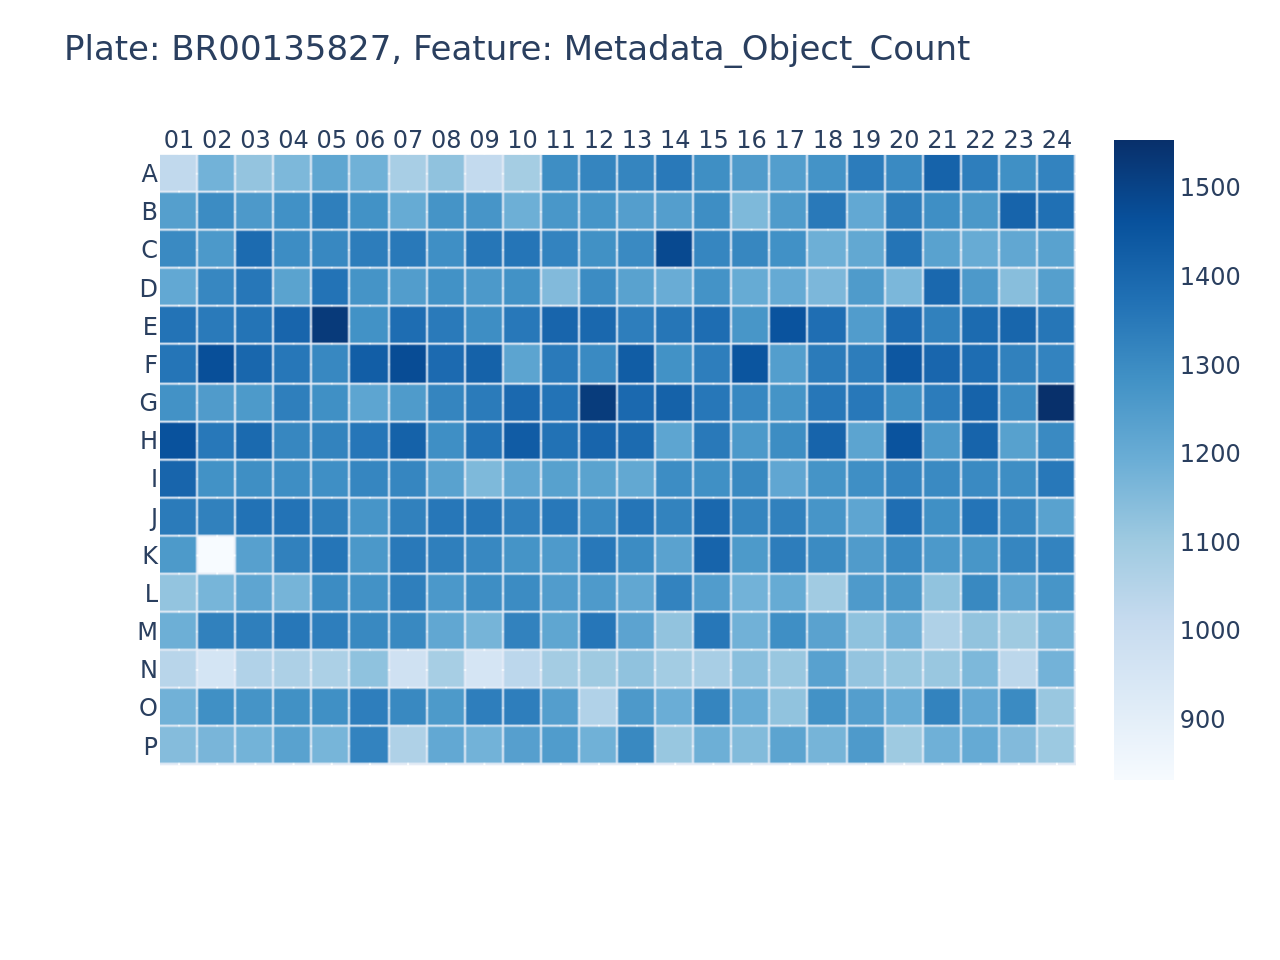 Plate: BR00135827, Feature: Metadata_Object_Count
01 02 03 04 05 06 07 08 09 10 11 12 13 14 15 16 17 18 19 20 21 22 23 24
A
B
C
D
E
F
G
H
I
J
K
L
M
N
O
P
1500
1400
1300
1200
1100
1000
900